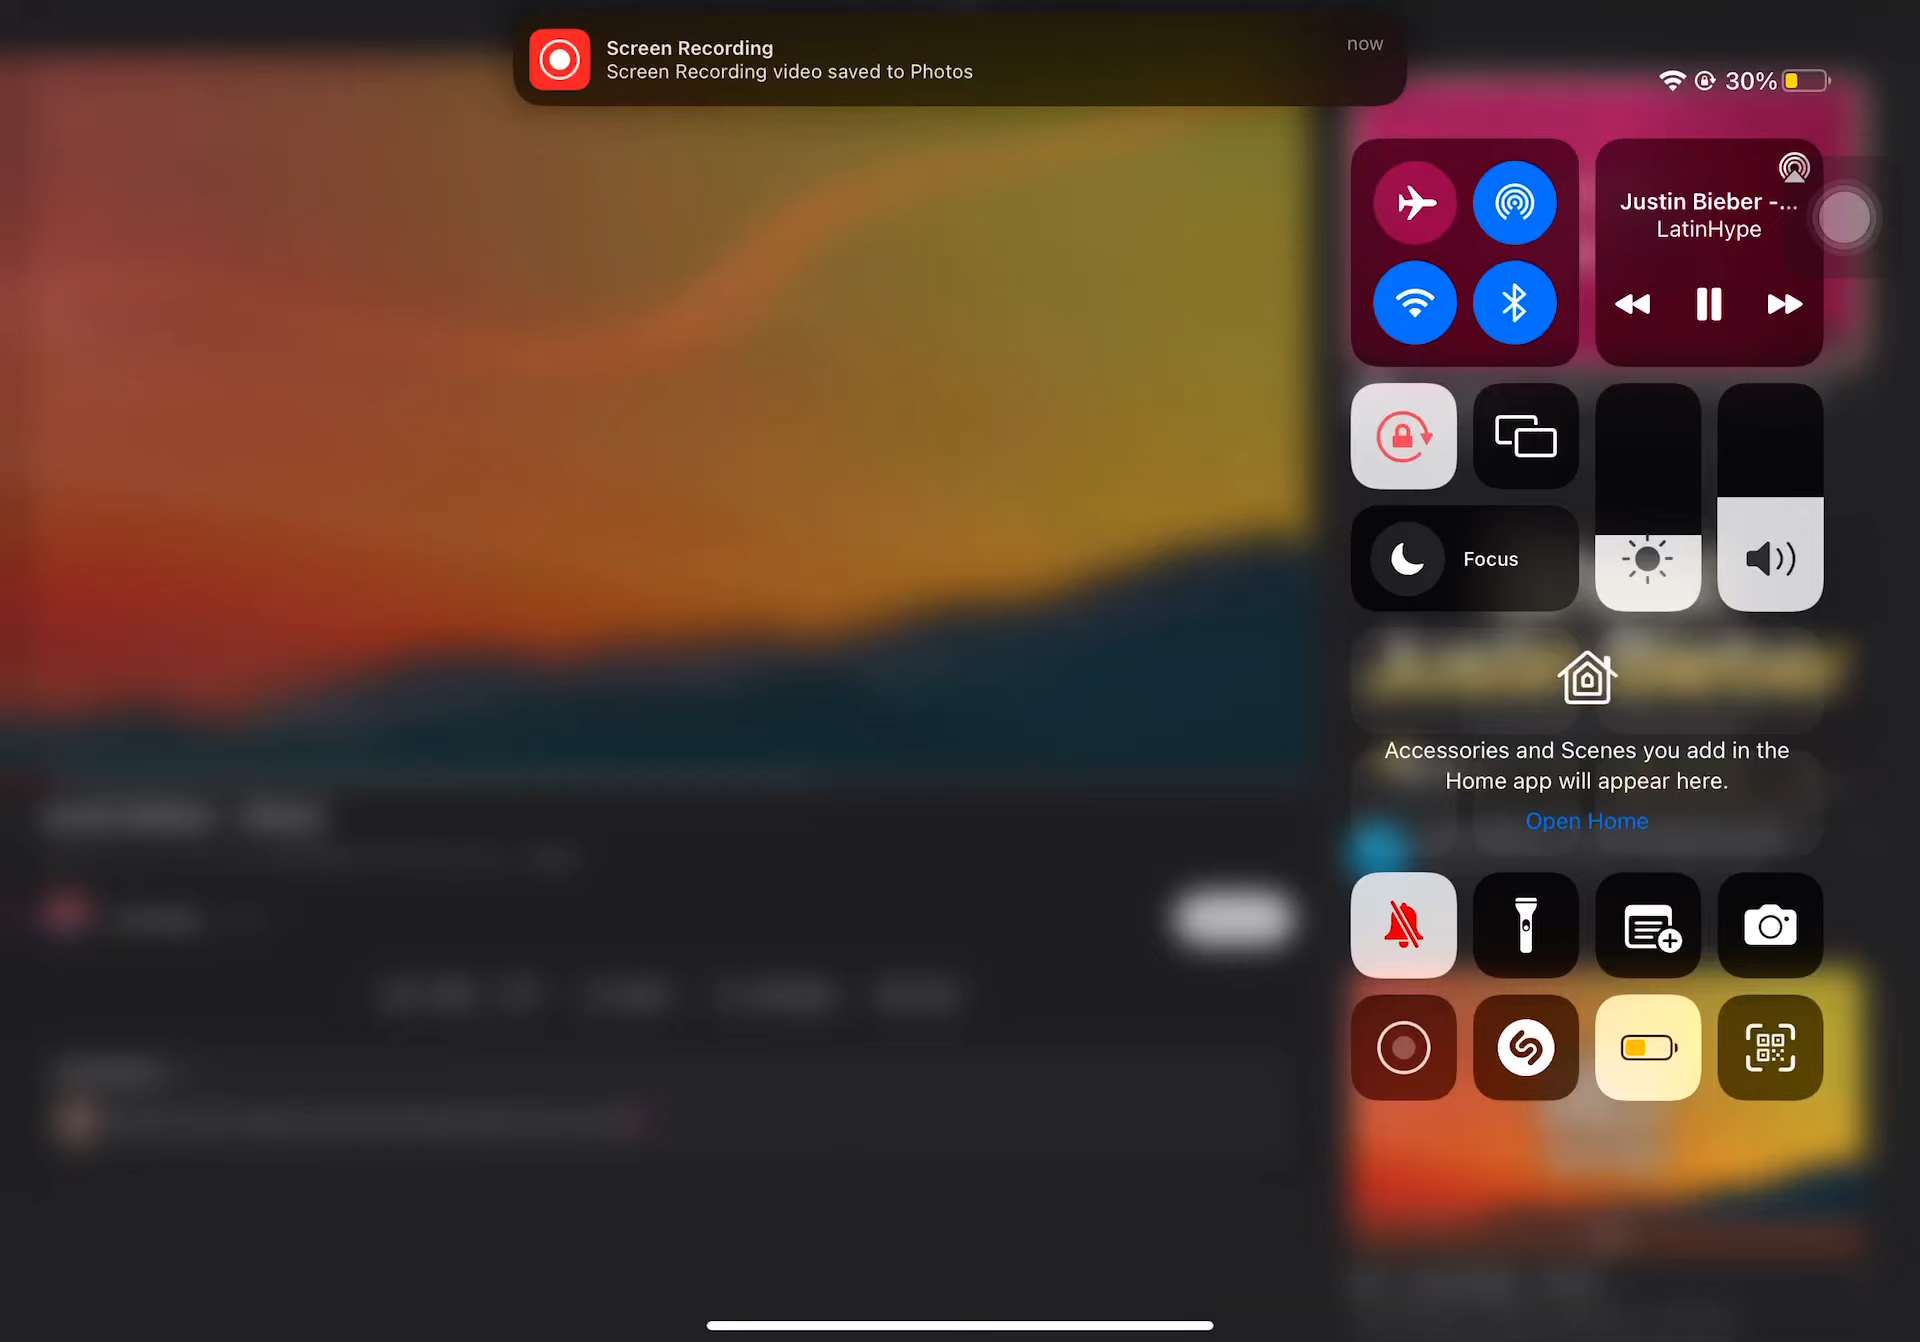 Screen Recording
now
Screen Recording video saved to Photos
30%
Justin Bieber -...
LatinHype
Focus
Accessories and Scenes you add in the
Home app will appear here.
Open Home